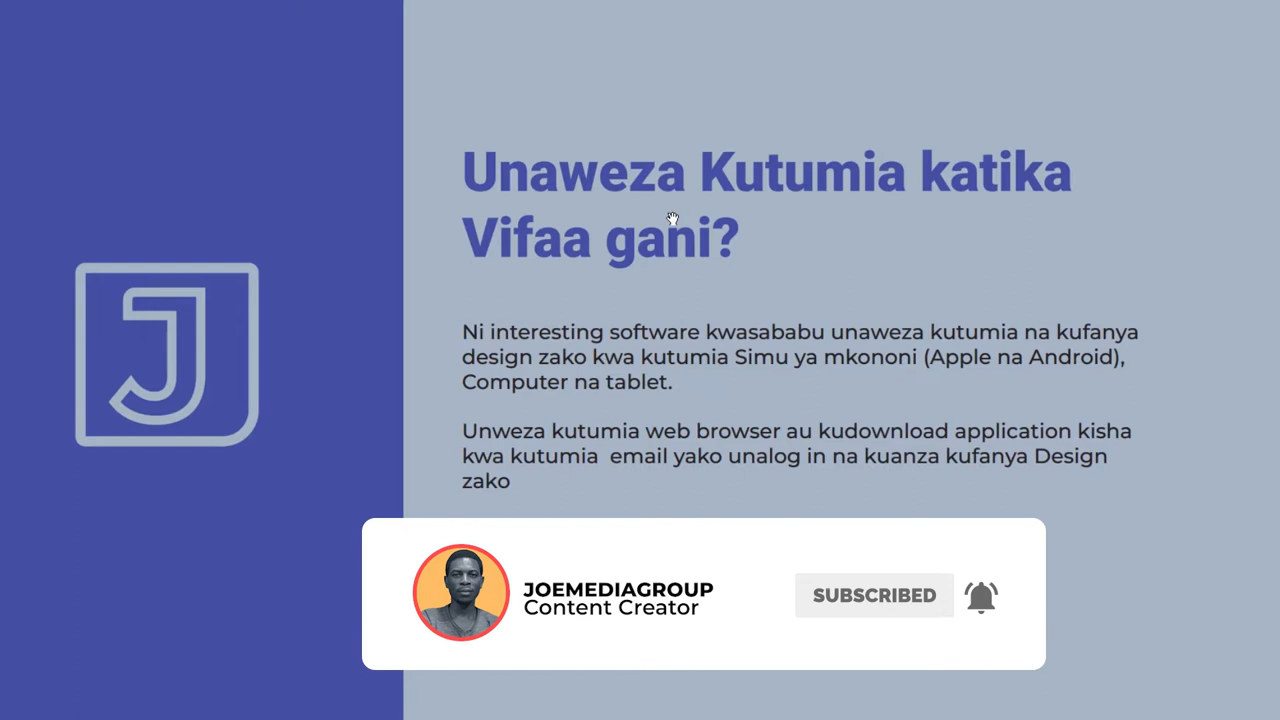 Unaweza Kutumia katika
Vifaa gani?
J
Ni interesting software kwasababu unaweza kutumia na kufanya
design zako kwa kutumia Simu ya mkononi (Apple na Android),
Computer na tablet.
Unweza kutumia web browser au kudownload application kisha
kwa kutumia email yako unalog in na kuanza kufanya Design
zako
JOEMEDIAGROUP
Content Creator
SUBSCRIBED